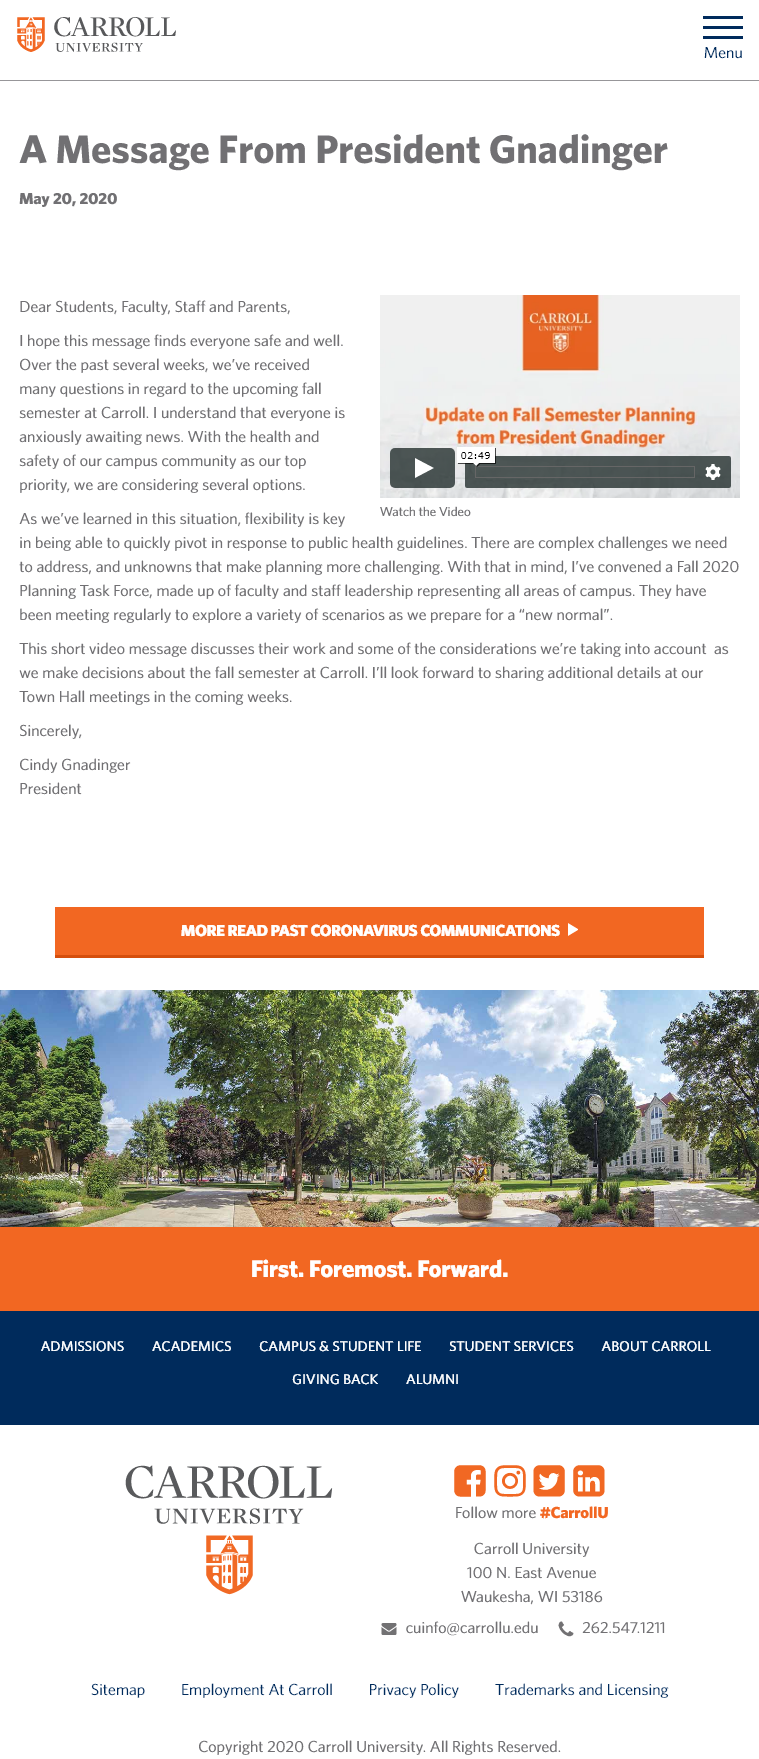 CARROLL
UNIVERSITY
Menu
A Message From President Gnadinger
May 20, 2020
Dear Students, Faculty, Staff and Parents,
I hope this message finds everyone safe and well.
Over the past several weeks, we’ve received
many questions in regard to the upcoming fall
semester at Carroll. I understand that everyone is
anxiously awaiting news. With the health and
safety of our campus community as our top
priority, we are considering several options.
CARROLL
UNIVERSITY
Update on Fall Semester Planning
from President Gnadinger
02:49
Watch the Video
As we’ve learned in this situation, flexibility is key
in being able to quickly pivot in response to public health guidelines. There are complex challenges we need
to address, and unknowns that make planning more challenging. With that in mind, I’ve convened a Fall 2020
Planning Task Force, made up of faculty and staff leadership representing all areas of campus. They have
been meeting regularly to explore a variety of scenarios as we prepare for a “new normal”.
This short video message discusses their work and some of the considerations we’re taking into account  as
we make decisions about the fall semester at Carroll. I’ll look forward to sharing additional details at our
Town Hall meetings in the coming weeks.
Sincerely,
Cindy Gnadinger
President
MORE READ PAST CORONAVIRUS COMMUNICATIONS
First. Foremost. Forward.
ADMISSIONS ACADEMICS CAMPUS & STUDENT LIFE STUDENT SERVICES ABOUT CARROLL
GIVING BACK ALUMNI
CARROLL
UNIVERSITY
Follow more #CarrollU
Carroll University
100 N. East Avenue
Waukesha, WI 53186
cuinfo@carrollu.edu 262.547.1211
Sitemap Employment At Carroll Privacy Policy Trademarks and Licensing
Copyright 2020 Carroll University. All Rights Reserved.